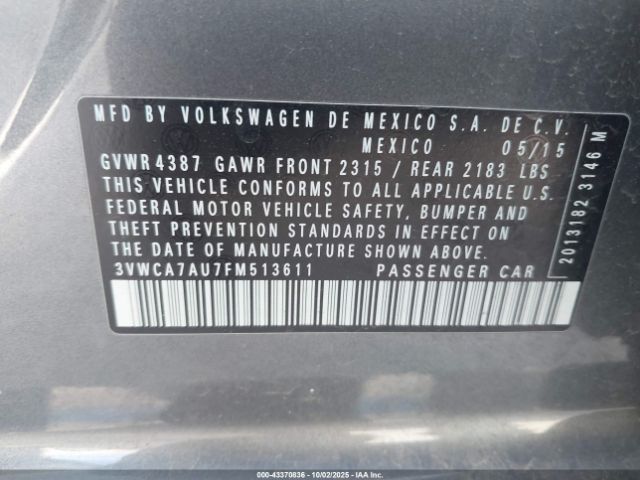 MFD BY VOLKSWAGEN DE MEXICO S.A. DE C.V.
MEXICO 05/15
GVWR 4387 GAWR FRONT 2315 / REAR 2183 LBS
THIS VEHICLE CONFORMS TO ALL APPLICABLE U.S.
FEDERAL MOTOR VEHICLE SAFETY, BUMPER AND
THEFT PREVENTION STANDARDS IN EFFECT ON
THE DATE OF MANUFACTURE SHOWN ABOVE.
3VWCA7AU7FM513611 PASSENGER CAR
2013182 3146 M
000-43370836 - 10/02/2025 - IAA, Inc.